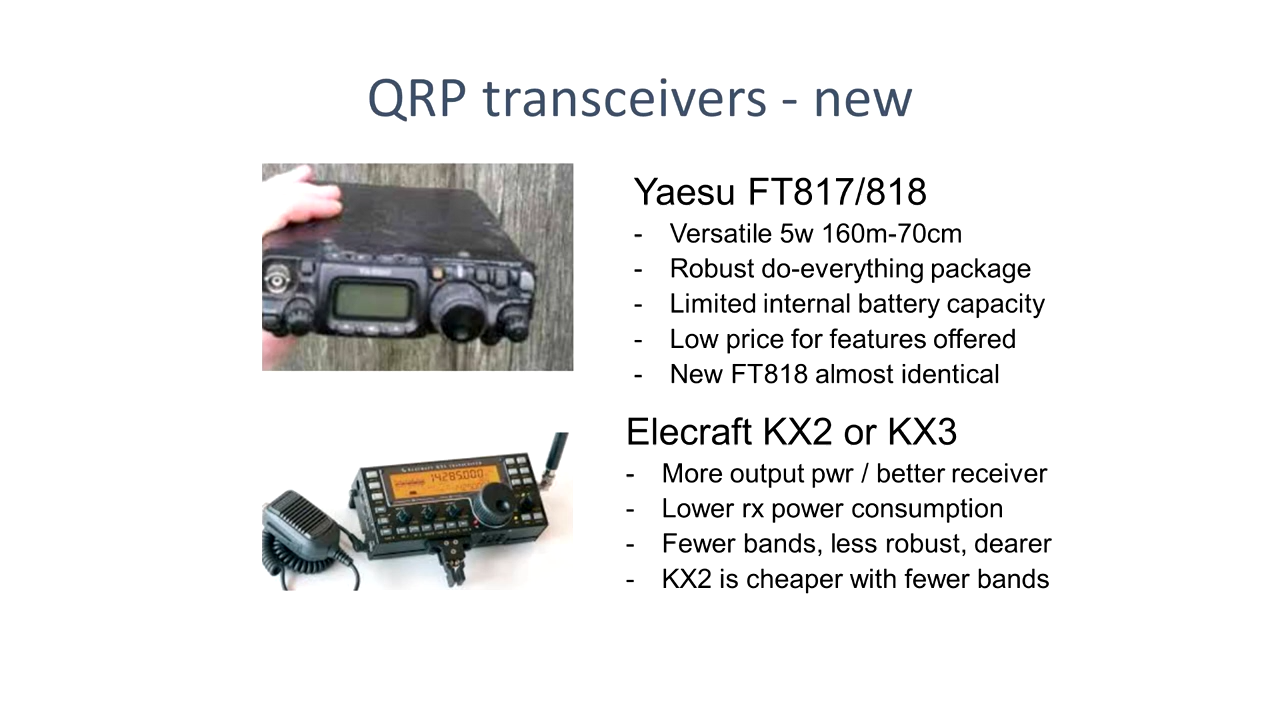 QRP transceivers - new
Yaesu FT817/818
- Versatile 5w 160m-70cm
- Robust do-everything package
- Limited internal battery capacity
- Low price for features offered
- New FT818 almost identical
Elecraft KX2 or KX3
- More output pwr / better receiver
- Lower rx power consumption
- Fewer bands, less robust, dearer
- KX2 is cheaper with fewer bands
14285.000